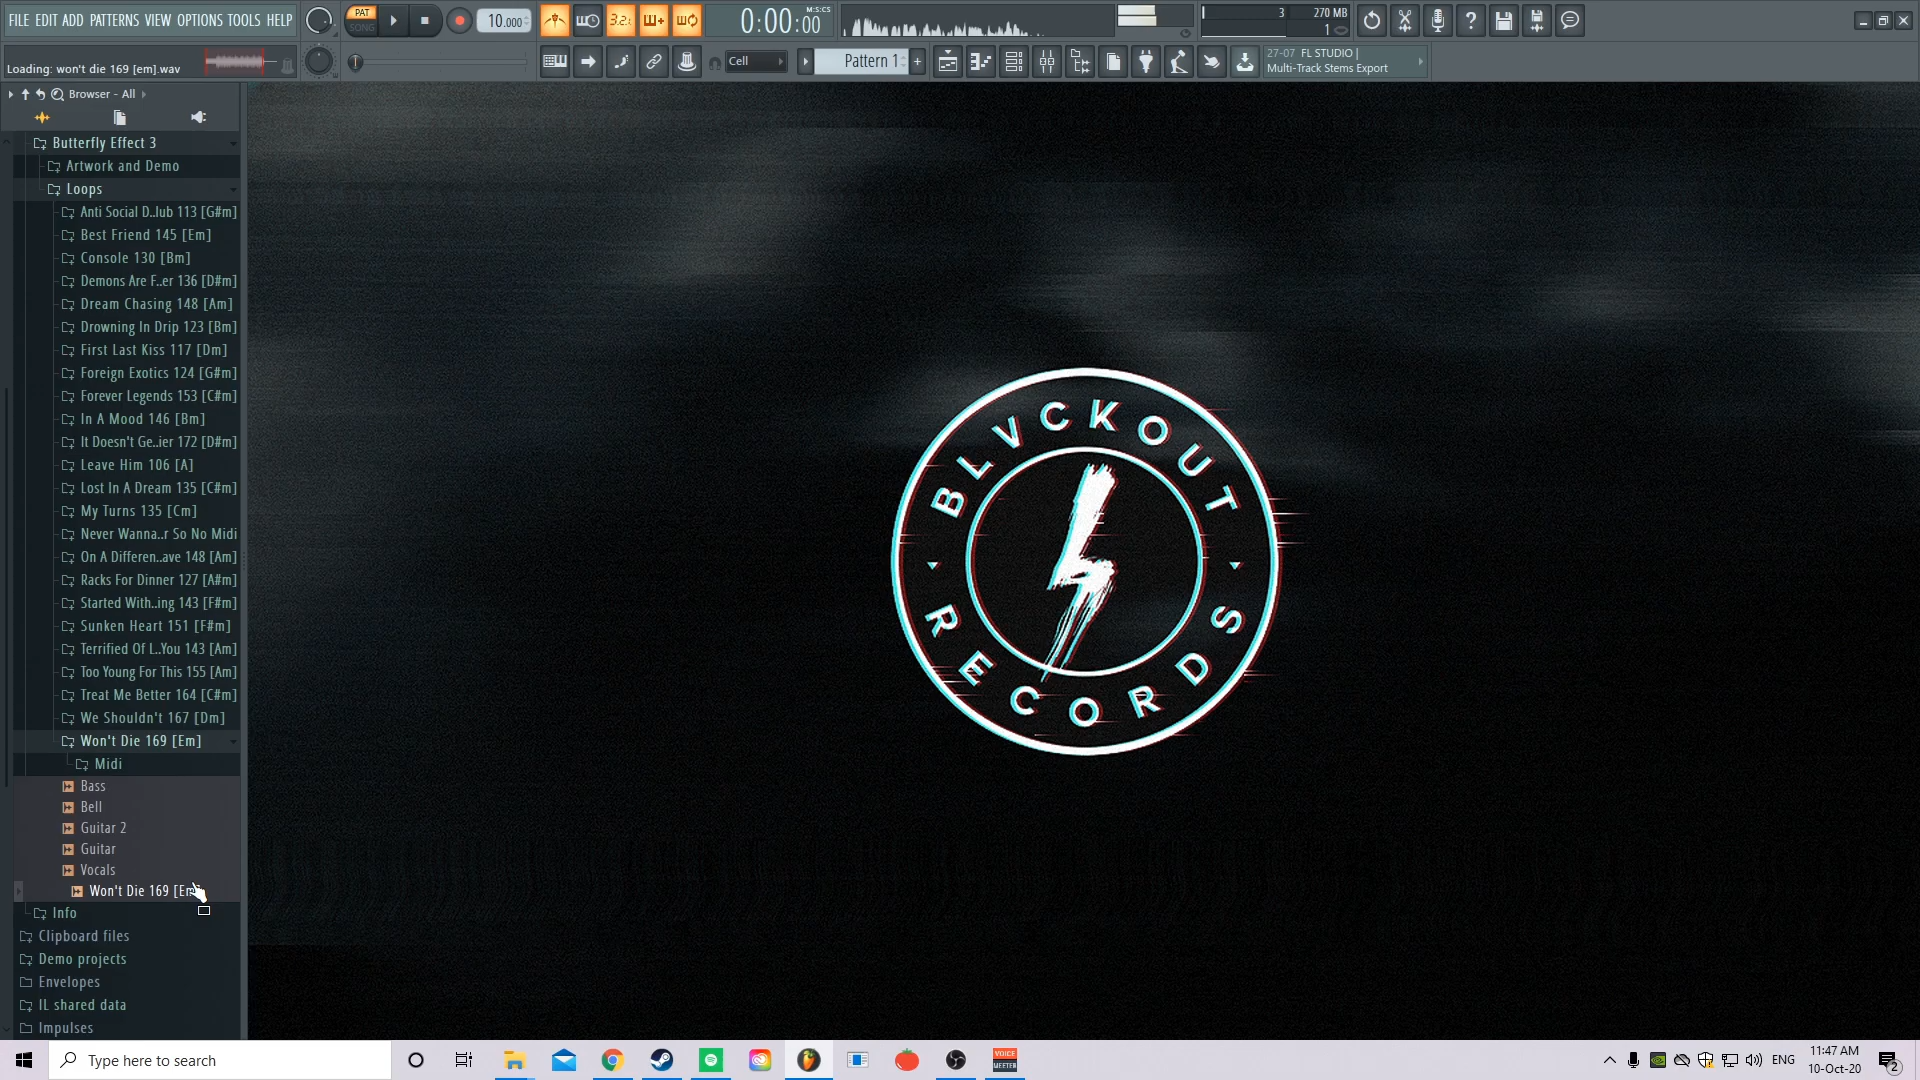 FILE EDIT ADD PATTERNS VIEW OPTIONS TOOLS HELP
PAT
SONG
10.000
3.2.
0:00:00
M:S:CS
3
270 MB
1
Loading: won't die 169 [em].wav
Cell
Pattern 1
+
27-07 FL STUDIO |
Multi-Track Stems Export
Browser - All
Butterfly Effect 3
Artwork and Demo
Loops
Anti Social D..lub 113 [G#m]
Best Friend 145 [Em]
Console 130 [Bm]
Demons Are F..er 136 [D#m]
Dream Chasing 148 [Am]
Drowning In Drip 123 [Bm]
First Last Kiss 117 [Dm]
Foreign Exotics 124 [G#m]
Forever Legends 153 [C#m]
In A Mood 146 [Bm]
It Doesn't Ge..ier 172 [D#m]
Leave Him 106 [A]
Lost In A Dream 135 [C#m]
My Turns 135 [Cm]
Never Wanna..r So No Midi
On A Differen..ave 148 [Am]
Racks For Dinner 127 [A#m]
Started With..ing 143 [F#m]
Sunken Heart 151 [F#m]
Terrified Of I..You 143 [Am]
Too Young For This 155 [Am]
Treat Me Better 164 [C#m]
We Shouldn't 167 [Dm]
Won't Die 169 [Em]
Midi
Bass
Bell
Guitar 2
Guitar
Vocals
Won't Die 169 [Em]
Info
Clipboard files
Demo projects
Envelopes
IL shared data
Impulses
BLVCKOUT
RECORDS
Type here to search
VOICE
MEETER
ENG
11:47 AM
10-Oct-20
2